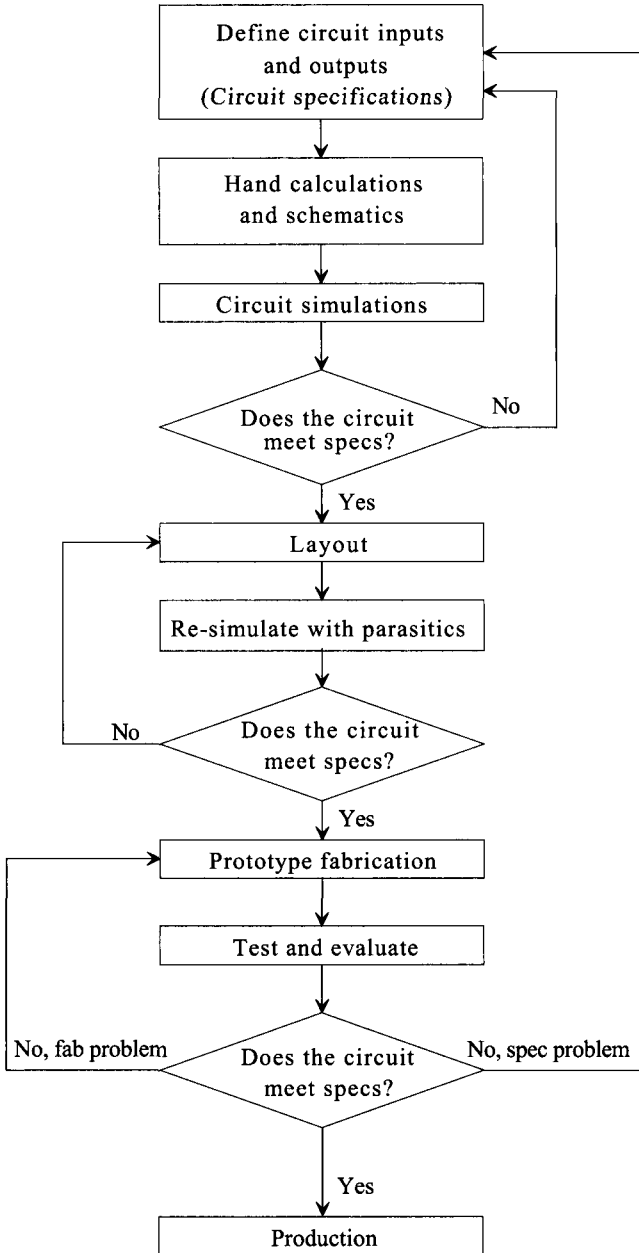 Define circuit inputs
and outputs
(Circuit specifications)
Hand calculations
and schematics
Circuit simulations
Does the circuit
meet specs?
No
Yes
Layout
Re-simulate with parasitics
Does the circuit
meet specs?
No
Yes
Prototype fabrication
Test and evaluate
No, fab problem
Does the circuit
meet specs?
No, spec problem
Yes
Production